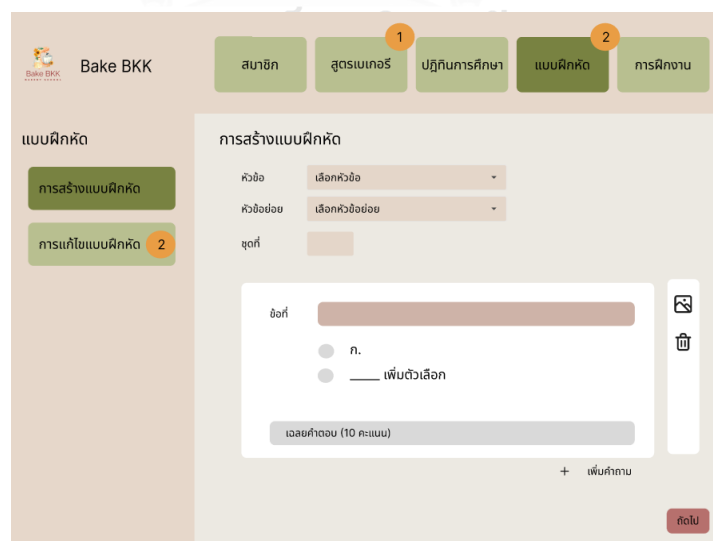 1
2
Bake BKK
Bake BKK
สมาชิก
สูตรเบเกอรี
ปฎิทินการศึกษา
แบบฝึกหัด
การฝึกงาน
แบบฝึกหัด
การสร้างแบบฝึกหัด
การแก้ไขแบบฝึกหัด 2
การสร้างแบบฝึกหัด
หัวข้อ เลือกหัวข้อ
หัวข้อย่อย เลือกหัวข้อย่อย
ชุดที่
ข้อที่
ก.
_____ เพิ่มตัวเลือก
เฉลยคำตอบ (10 คะแนน)
+ เพิ่มคำถาม
ถัดไป